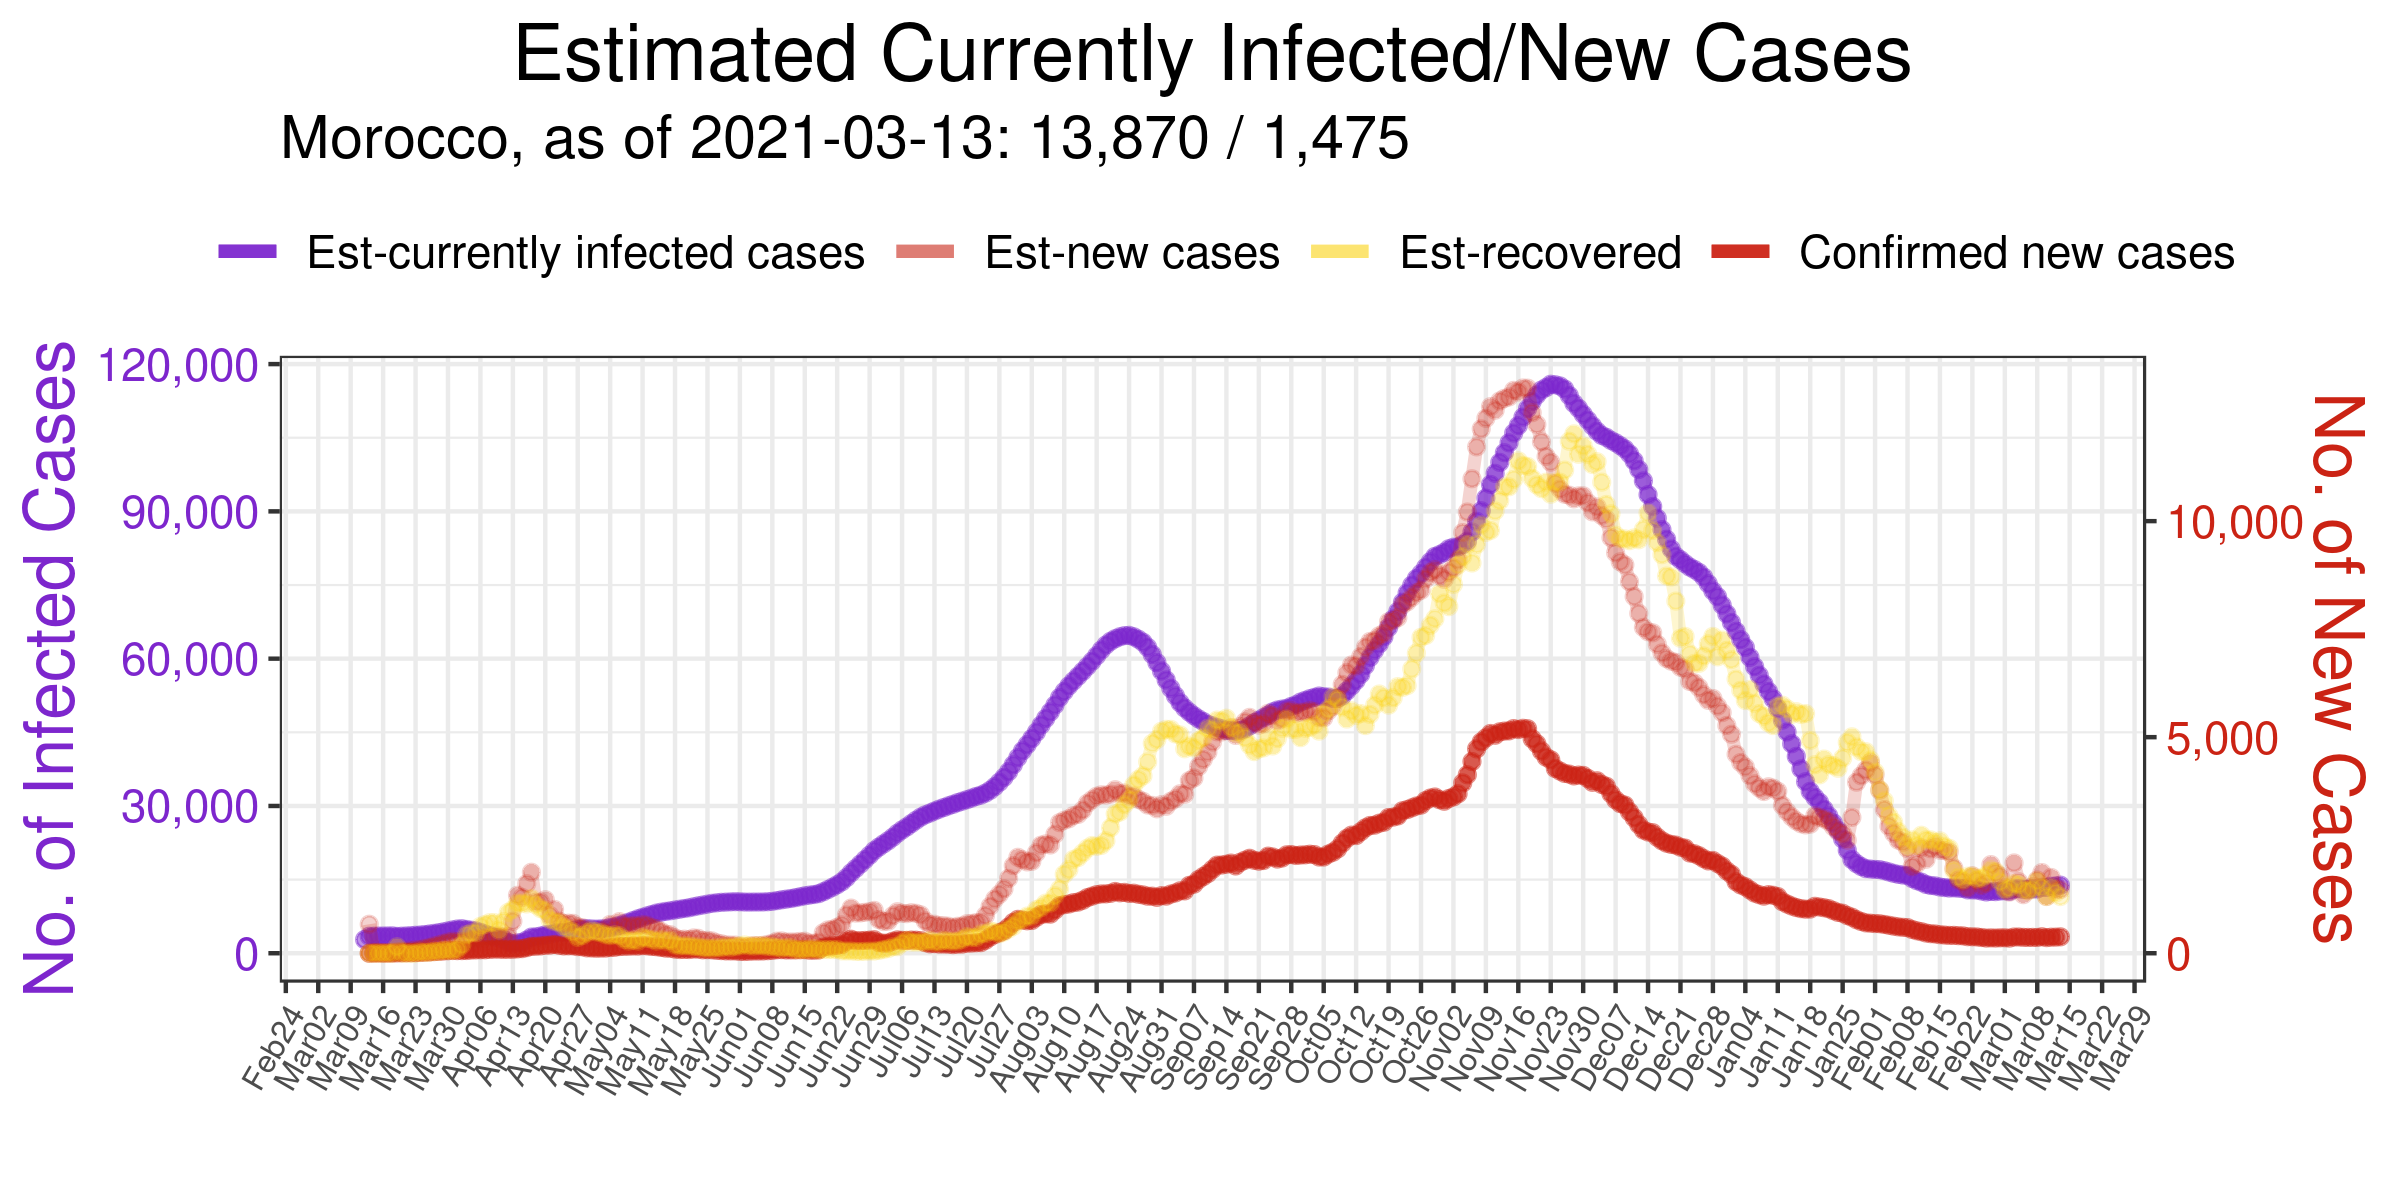 Estimated Currently Infected/New Cases
Morocco, as of 2021-03-13: 13,870 / 1,475
Est-currently infected cases Est-new cases Est-recovered Confirmed new cases
No. of Infected Cases
120,000
90,000
60,000
30,000
0
10,000
5,000
0
No. of New Cases
Feb24 Mar02 Mar09 Mar16 Mar23 Mar30 Apr06 Apr13 Apr20 Apr27 May04 May11 May18 May25 Jun01 Jun08 Jun15 Jun22 Jun29 Jul06 Jul13 Jul20 Jul27 Aug03 Aug10 Aug17 Aug24 Aug31 Sep07 Sep14 Sep21 Sep28 Oct05 Oct12 Oct19 Oct26 Nov02 Nov09 Nov16 Nov23 Nov30 Dec07 Dec14 Dec21 Dec28 Jan04 Jan11 Jan18 Jan25 Feb01 Feb08 Feb15 Feb22 Mar01 Mar08 Mar15 Mar22 Mar29